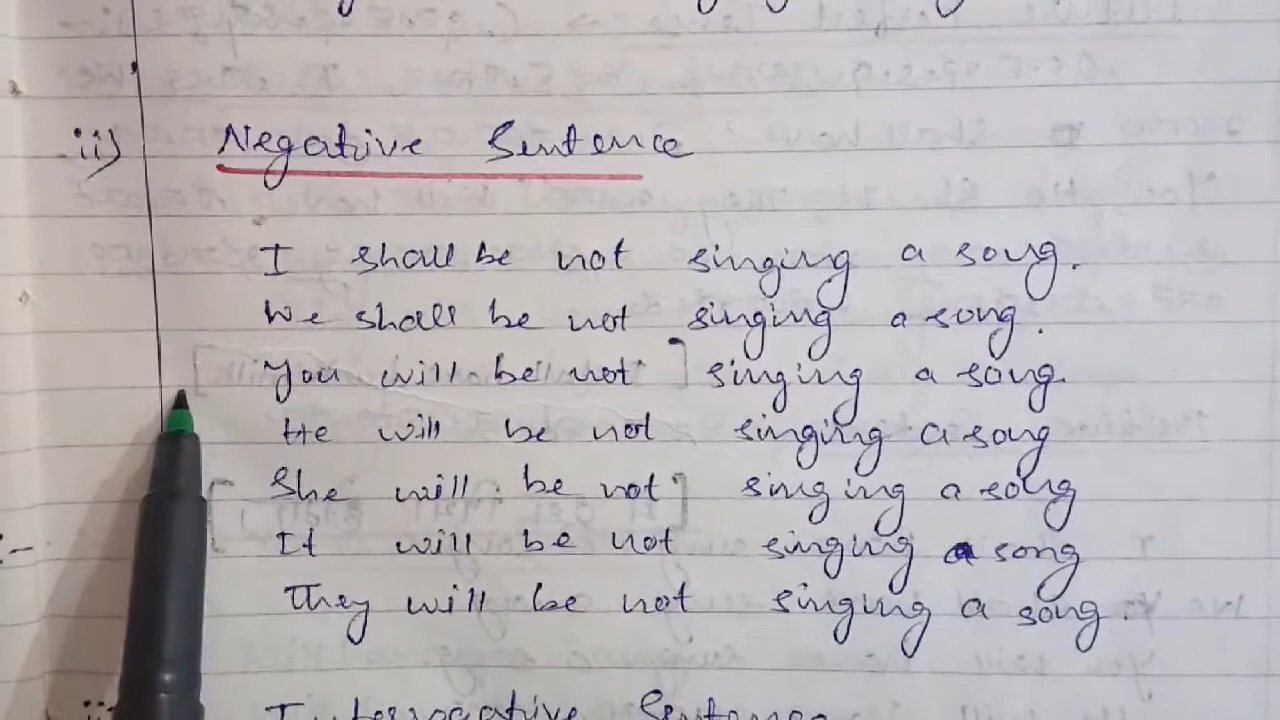 ii) Negative Sentence
I shall be not singing a song.
We shall be not singing a song.
You will be not singing a song.
He will be not singing a song
She will be not singing a song
It will be not singing a song
They will be not singing a song.
Interrogative Sentence